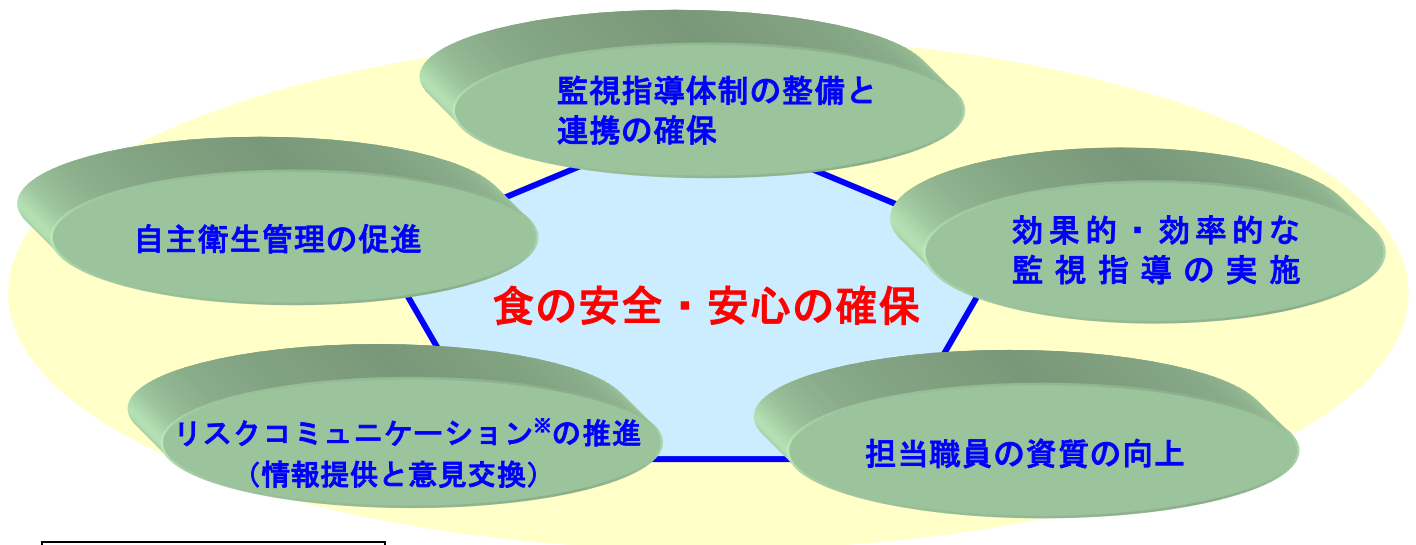 監視指導体制の整備と
連携の確保
自主衛生管理の促進
効果的・効率的な
監視指導の実施
食の安全・安心の確保
リスクコミュニケーション※の推進
（情報提供と意見交換）
担当職員の資質の向上